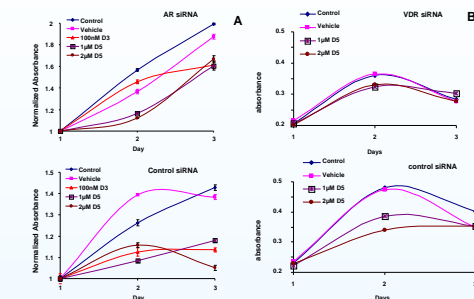 AR siRNA
A
Normalized Absorbance
2
1.8
1.6
1.4
1.2
1
Control
Vehicle
100nM D3
1µM D5
2µM D5
1 2 3
Day
VDR siRNA
B
absorbance
0.5
0.4
0.3
0.2
Control
Vehicle
1µM D5
2µM D5
1 2 3
Days
Control siRNA
Normalized Absorbance
1.5
1.4
1.3
1.2
1.1
1
Control
Vehicle
100nM D3
1µM D5
2µM D5
1 2 3
Day
control siRNA
absorbance
0.5
0.4
0.3
0.2
Control
Vehicle
1µM D5
2µM D5
1 2
Days